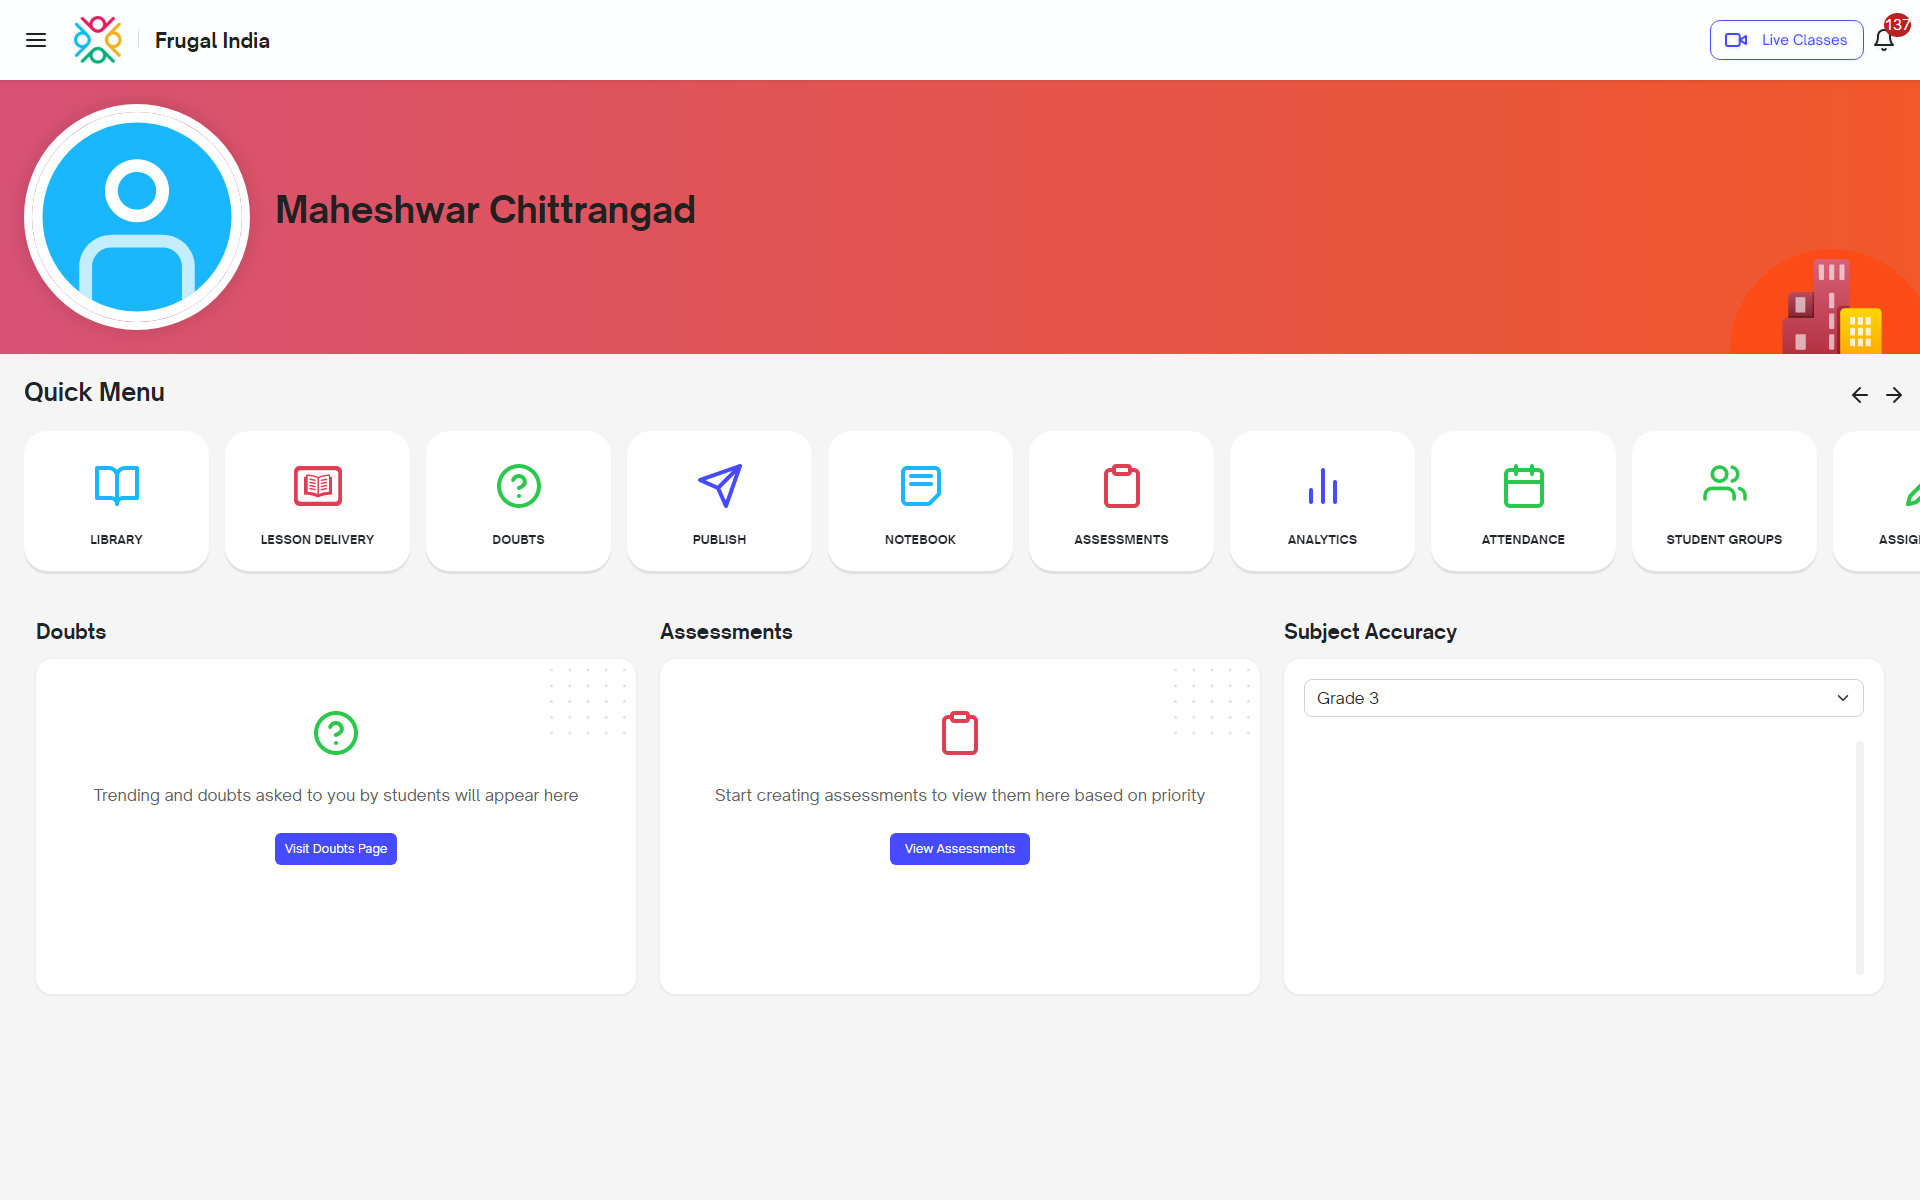 Frugal India
Live Classes
137
Maheshwar Chittrangad
Quick Menu
LIBRARY
LESSON DELIVERY
DOUBTS
PUBLISH
NOTEBOOK
ASSESSMENTS
ANALYTICS
ATTENDANCE
STUDENT GROUPS
ASSIG
Doubts
Trending and doubts asked to you by students will appear here
Visit Doubts Page
Assessments
Start creating assessments to view them here based on priority
View Assessments
Subject Accuracy
Grade 3